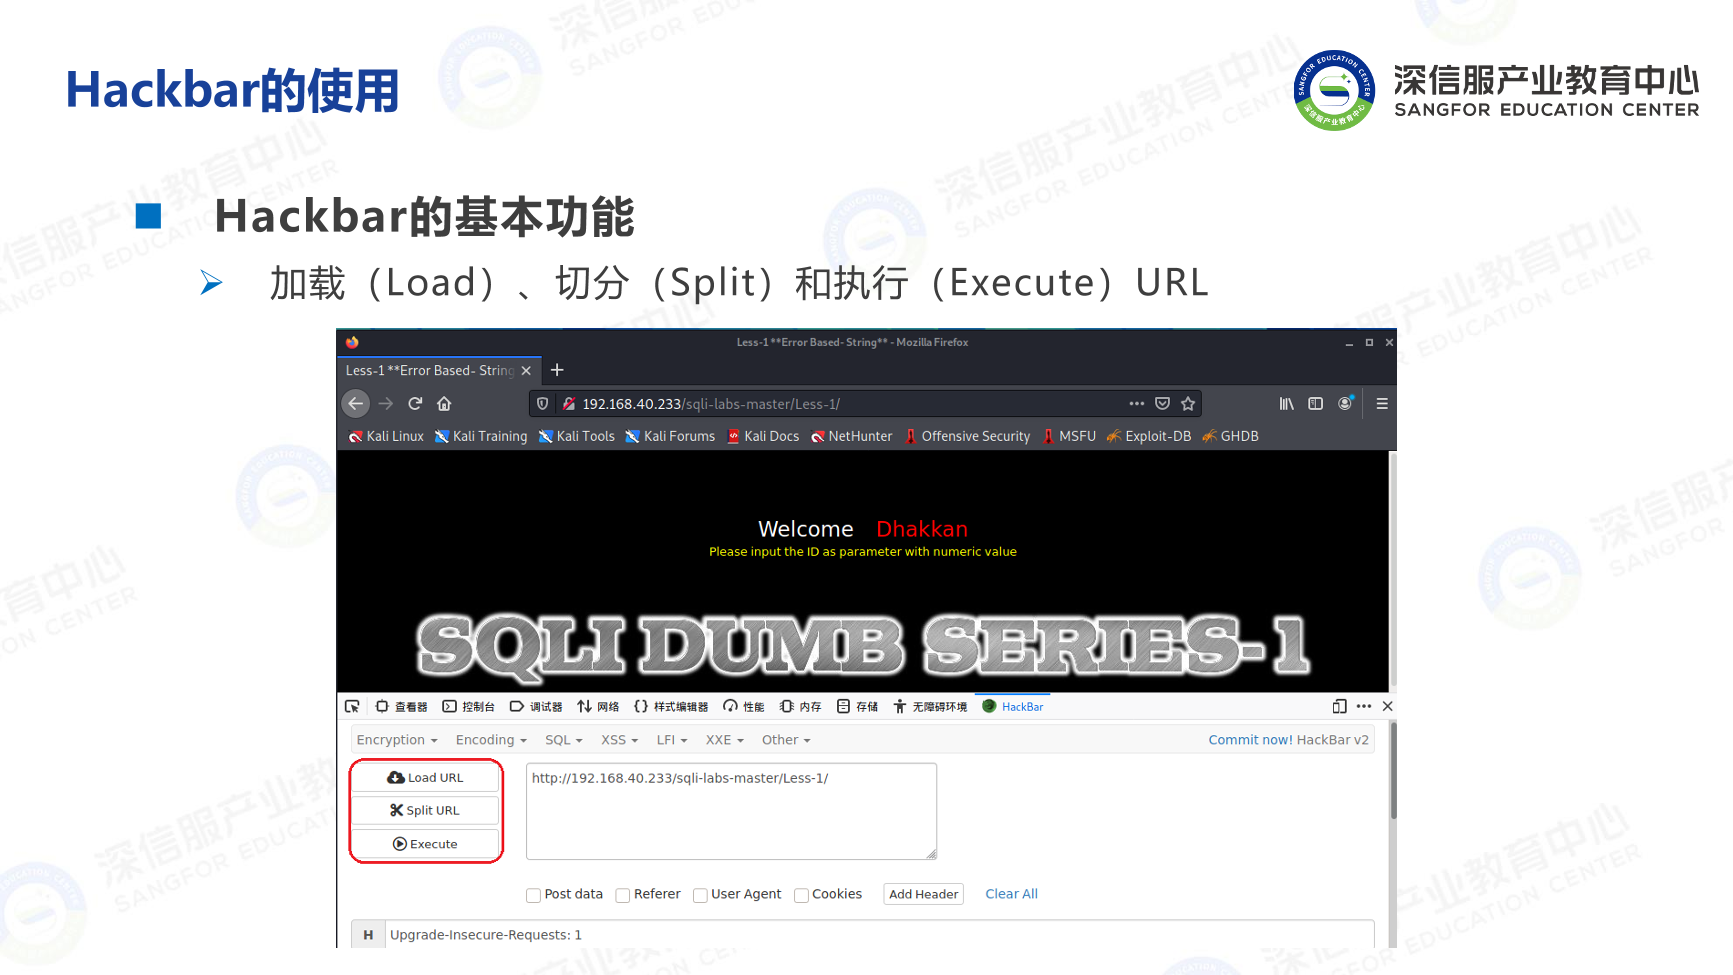 Hackbar的使用
深信服产业教育中心
SANGFOR EDUCATION CENTER
Hackbar的基本功能
加载（Load）、切分（Split）和执行（Execute）URL
Less-1 **Error Based- String** - Mozilla Firefox
Less-1 **Error Based- String
192.168.40.233/sqli-labs-master/Less-1/
Kali Linux Kali Training Kali Tools Kali Forums Kali Docs NetHunter Offensive Security MSFU Exploit-DB GHDB
Welcome Dhakkan
Please input the ID as parameter with numeric value
SQLI DUMB SERIES-1
查看器 控制台 调试器 网络 样式编辑器 性能 内存 存储 无障碍环境 HackBar
Encryption Encoding SQL XSS LFI XXE Other Commit now! HackBar v2
Load URL
Split URL
Execute
http://192.168.40.233/sqli-labs-master/Less-1/
Post data Referer User Agent Cookies Add Header Clear All
H Upgrade-Insecure-Requests: 1